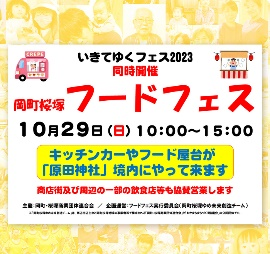 いきてゆくフェス2023
同時開催
CREPE
岡町桜塚 フードフェス
10月29日(日) 10:00～15:00
キッチンカーやフード屋台が
「原田神社」境内にやって来ます
商店街及び周辺の一部の飲食店等も協賛営業します